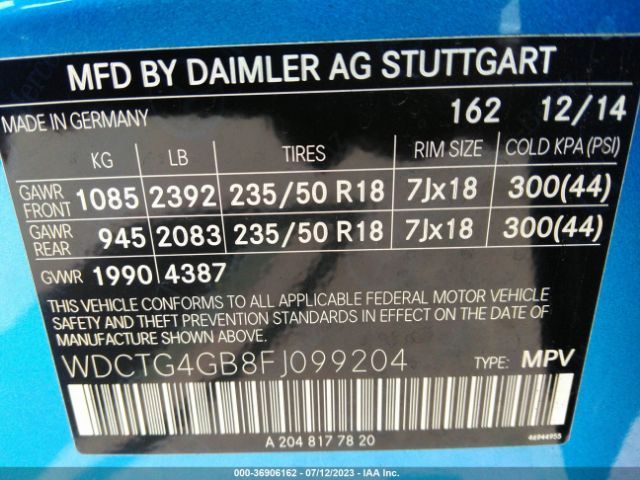 MFD BY DAIMLER AG STUTTGART
MADE IN GERMANY 162 12/14
KG LB TIRES RIM SIZE COLD KPA (PSI)
GAWR FRONT 1085 2392 235/50 R18 7Jx18 300(44)
GAWR REAR 945 2083 235/50 R18 7Jx18 300(44)
GVWR 1990 4387
THIS VEHICLE CONFORMS TO ALL APPLICABLE FEDERAL MOTOR VEHICLE
SAFETY AND THEFT PREVENTION STANDARDS IN EFFECT ON THE DATE OF
MANUFACTURE SHOWN ABOVE.
WDCTG4GB8FJ099204 TYPE: MPV
A 204 817 78 20 46944955
000-36906162 - 07/12/2023 - IAA Inc.